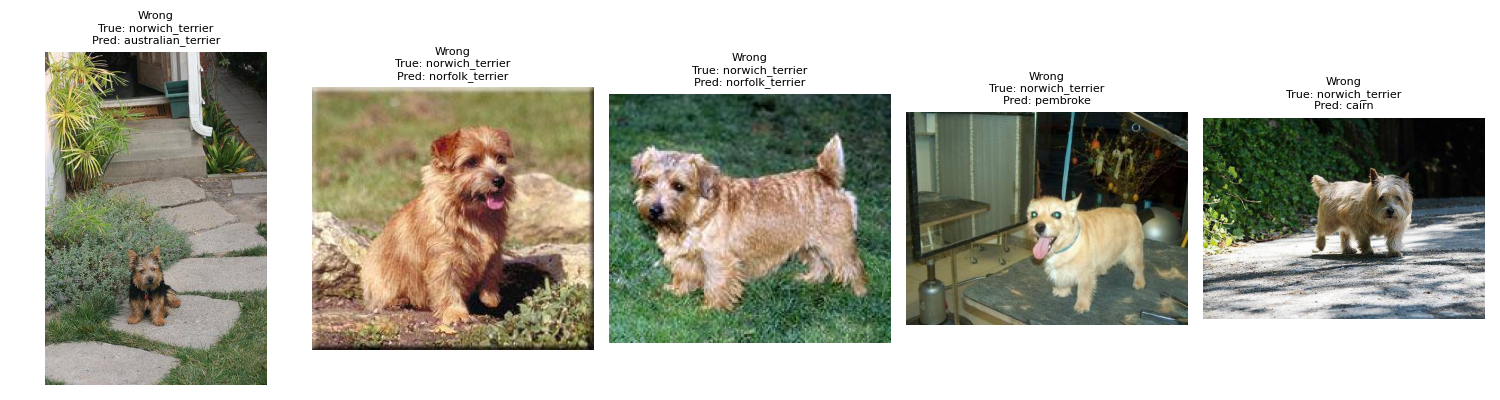 Wrong
True: norwich_terrier
Pred: australian_terrier
Wrong
True: norwich_terrier
Pred: norfolk_terrier
Wrong
True: norwich_terrier
Pred: norfolk_terrier
Wrong
True: norwich_terrier
Pred: pembroke
Wrong
True: norwich_terrier
Pred: cairn